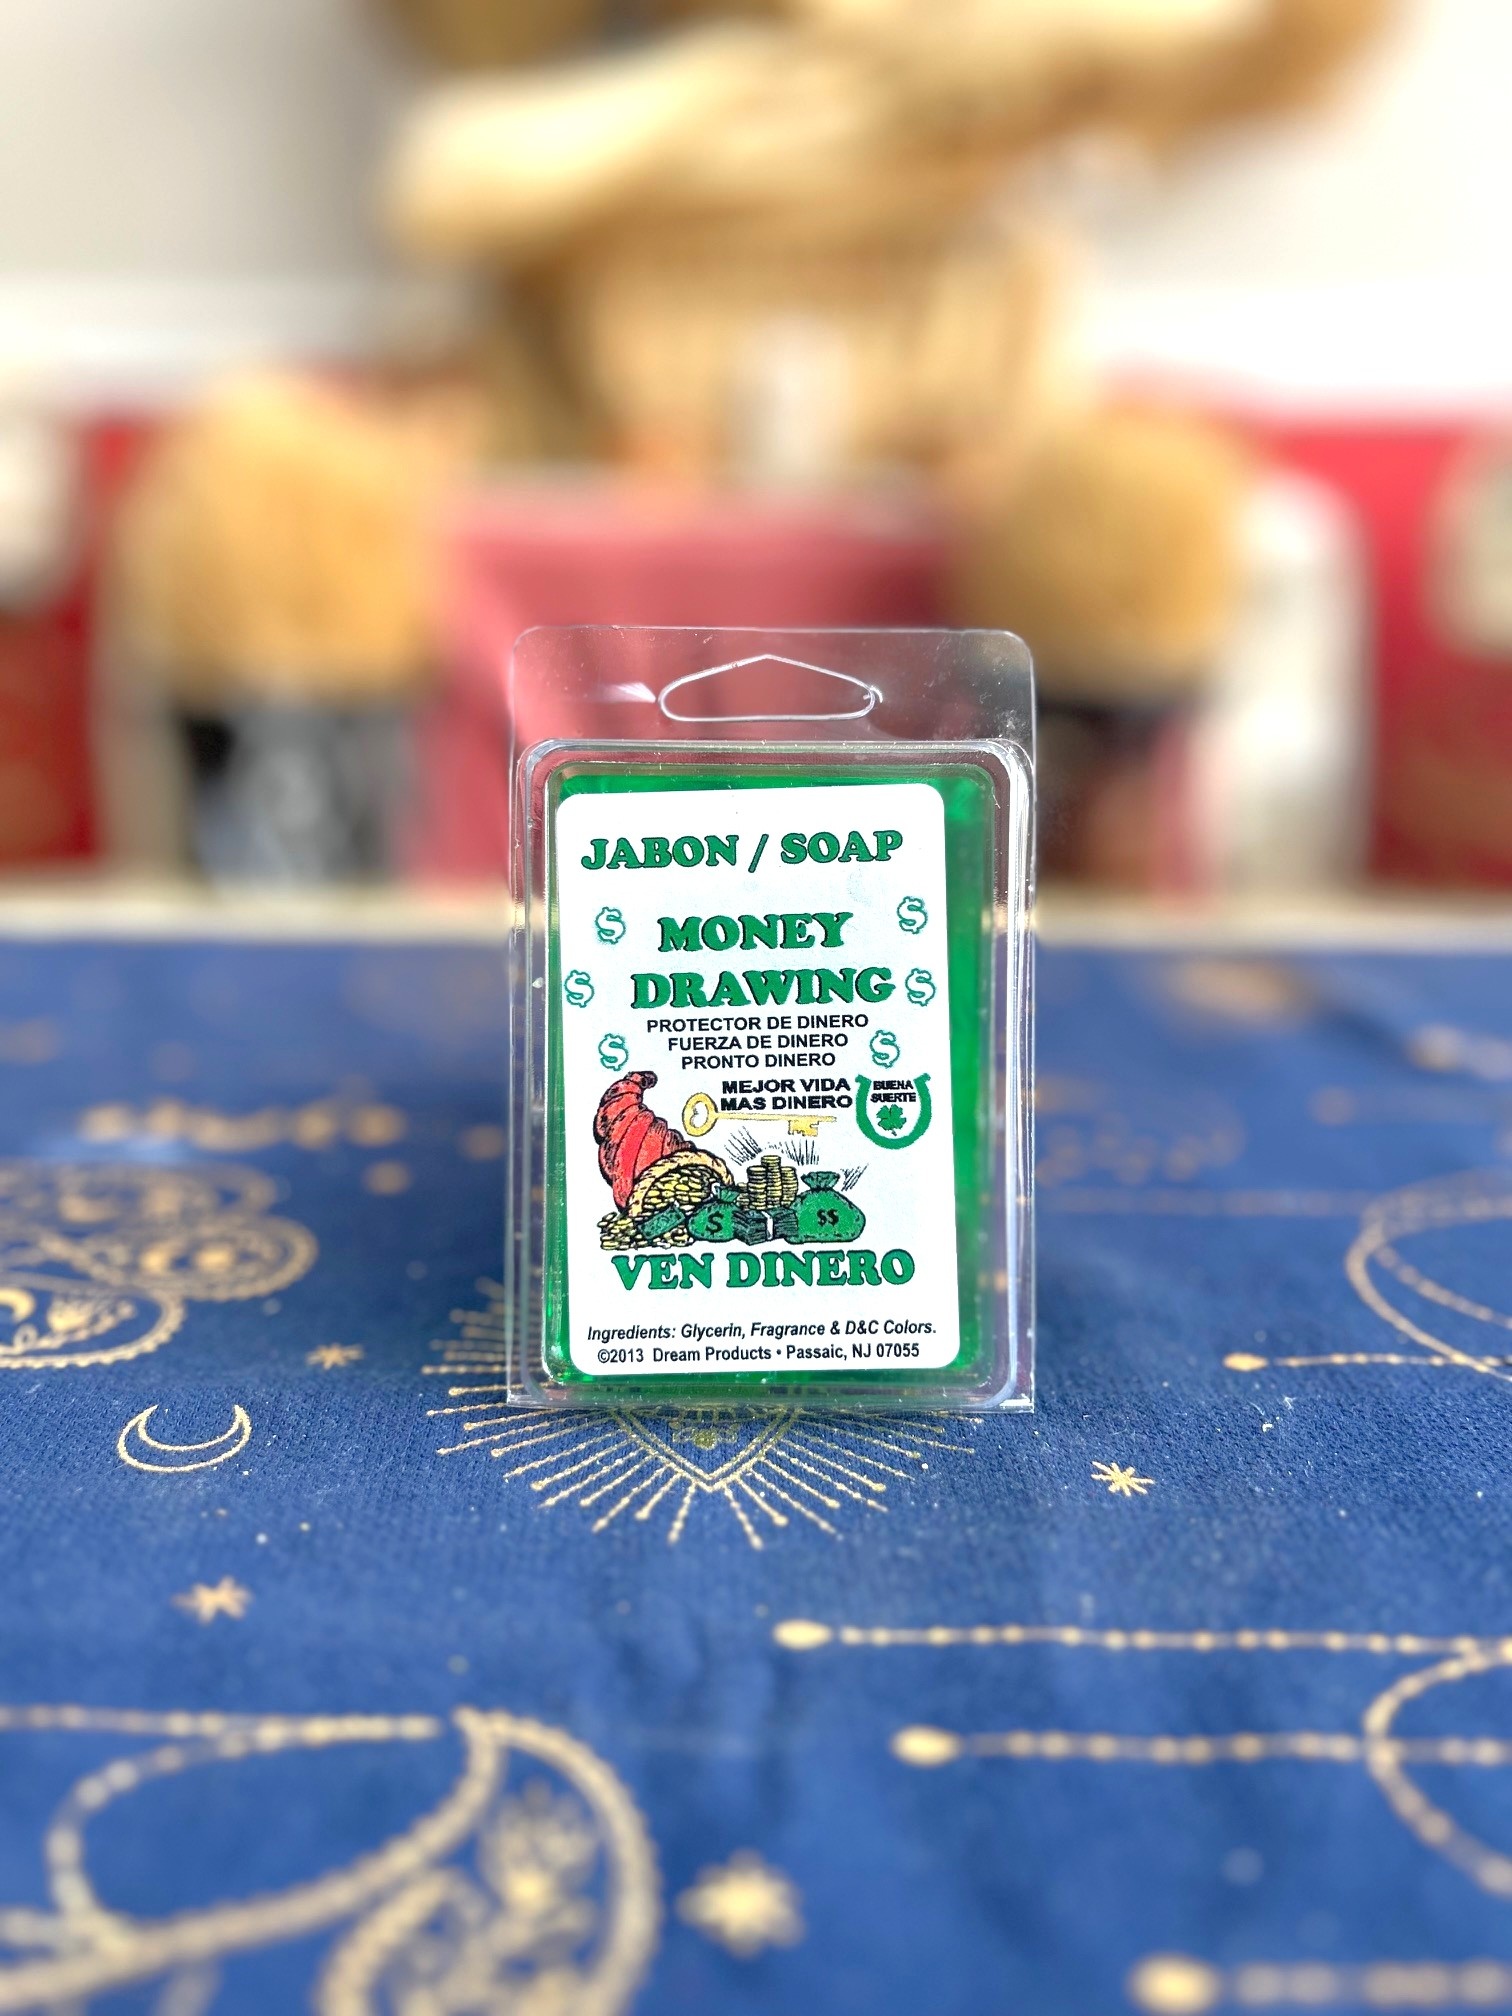 JABON / SOAP
$ $
MONEY
$ DRAWING $
PROTECTOR DE DINERO
FUERZA DE DINERO
$ $
PRONTO DINERO
MEJOR VIDA
MAS DINERO
BUENA
SUERTE
$ $$
VEN DINERO
Ingredients: Glycerin, Fragrance & D&C Colors.
©2013 Dream Products • Passaic, NJ 07055